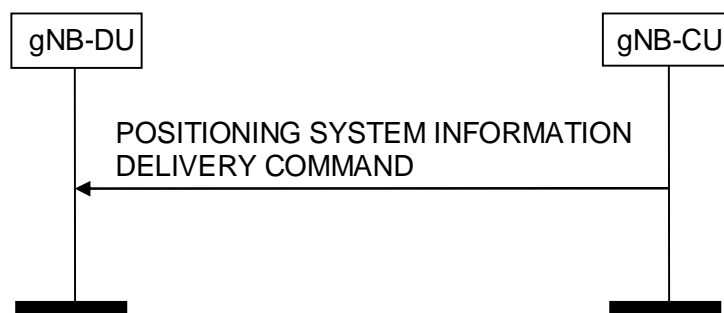 gNB-DU
gNB-CU
POSITIONING SYSTEM INFORMATION
DELIVERY COMMAND